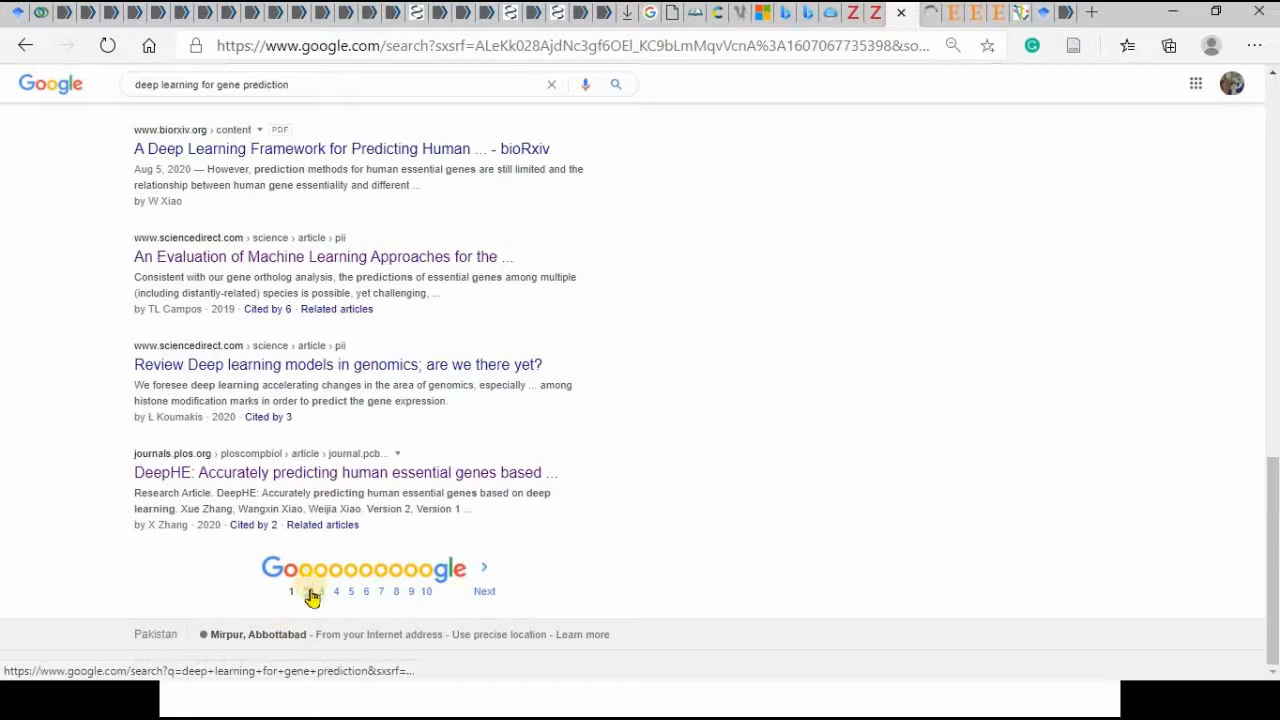 https://www.google.com/search?sxsrf=ALeKk028AjdNc3gf6OEl_KC9bLmMqvVcnA%3A1607067735398&so...
Google
deep learning for gene prediction
www.biorxiv.org › content PDF
A Deep Learning Framework for Predicting Human ... - bioRxiv
Aug 5, 2020 — However, prediction methods for human essential genes are still limited and the
relationship between human gene essentiality and different ...
by W Xiao
www.sciencedirect.com › science › article › pii
An Evaluation of Machine Learning Approaches for the ...
Consistent with our gene ortholog analysis, the predictions of essential genes among multiple
(including distantly-related) species is possible, yet challenging, ...
by TL Campos · 2019 · Cited by 6 · Related articles
www.sciencedirect.com › science › article › pii
Review Deep learning models in genomics; are we there yet?
We foresee deep learning accelerating changes in the area of genomics, especially ... among
histone modification marks in order to predict the gene expression.
by L Koumakis · 2020 · Cited by 3
journals.plos.org › ploscompbiol › article › journal.pcb...
DeepHE: Accurately predicting human essential genes based ...
Research Article. DeepHE: Accurately predicting human essential genes based on deep
learning. Xue Zhang, Wangxin Xiao, Weijia Xiao. Version 2, Version 1 ...
by X Zhang · 2020 · Cited by 2 · Related articles
Goooooooooogle
1 2 3 4 5 6 7 8 9 10 Next
Pakistan Mirpur, Abbottabad - From your Internet address - Use precise location - Learn more
https://www.google.com/search?q=deep+learning+for+gene+prediction&sxsrf=...